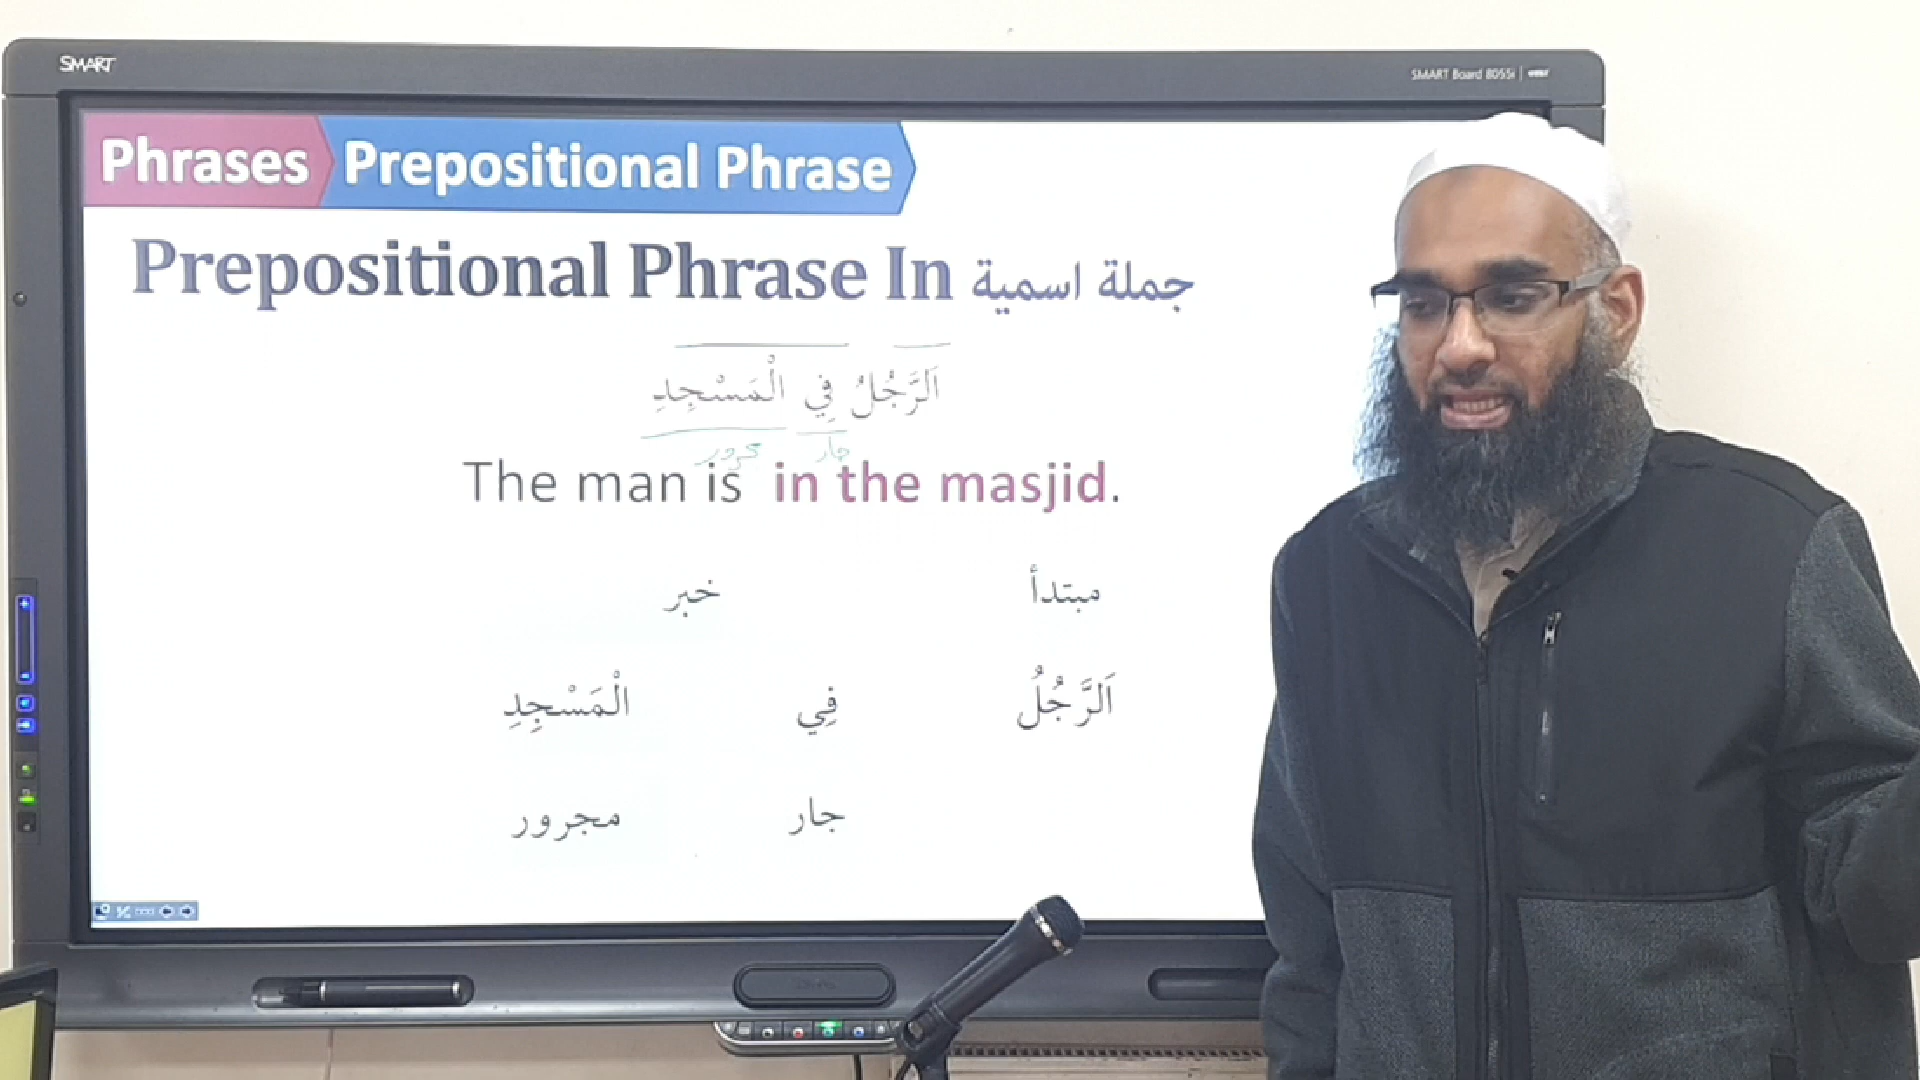 SMART
SMART Board 8055i
Phrases Prepositional Phrase
Prepositional Phrase In جملة اسمية
اَلرَّجُلُ فِي الْمَسْجِدِ
جار مجرور
The man is in the masjid.
مبتدأ خبر
اَلرَّجُلُ فِي الْمَسْجِدِ
جار مجرور